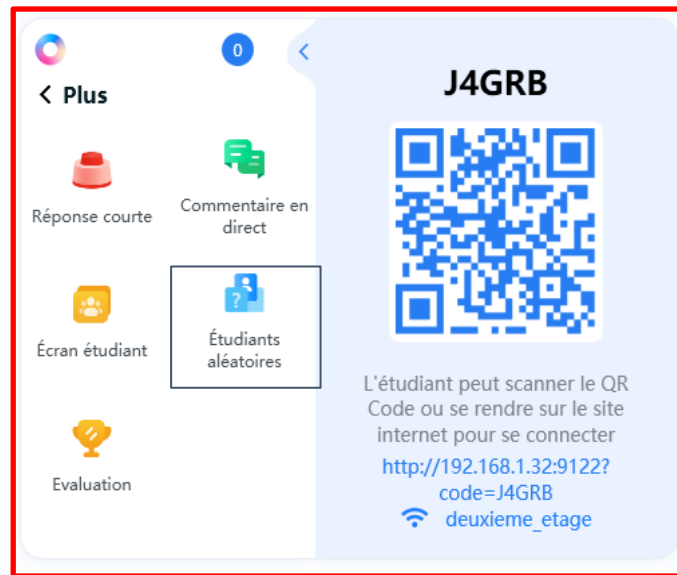 0
Plus
Réponse courte
Commentaire en
direct
Écran étudiant
Étudiants
aléatoires
Evaluation
J4GRB
L'étudiant peut scanner le QR
Code ou se rendre sur le site
internet pour se connecter
http://192.168.1.32:9122?
code=J4GRB
deuxieme_etage